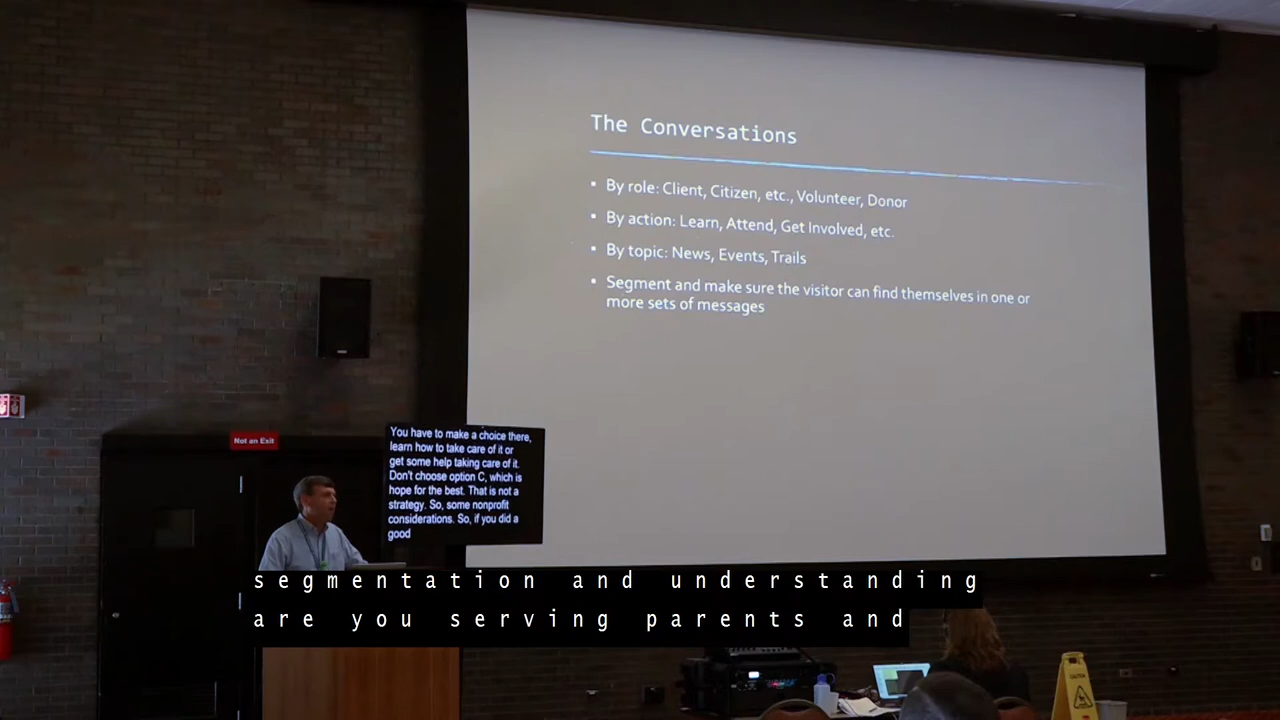 The Conversations
▪ By role: Client, Citizen, etc., Volunteer, Donor
▪ By action: Learn, Attend, Get Involved, etc.
▪ By topic: News, Events, Trails
▪ Segment and make sure the visitor can find themselves in one or
more sets of messages
Not an Exit
You have to make a choice there,
learn how to take care of it or
get some help taking care of it.
Don't choose option C, which is
hope for the best. That is not a
strategy. So, some nonprofit
considerations. So, if you did a
good
segmentation and understanding
are you serving parents and
CAUTION